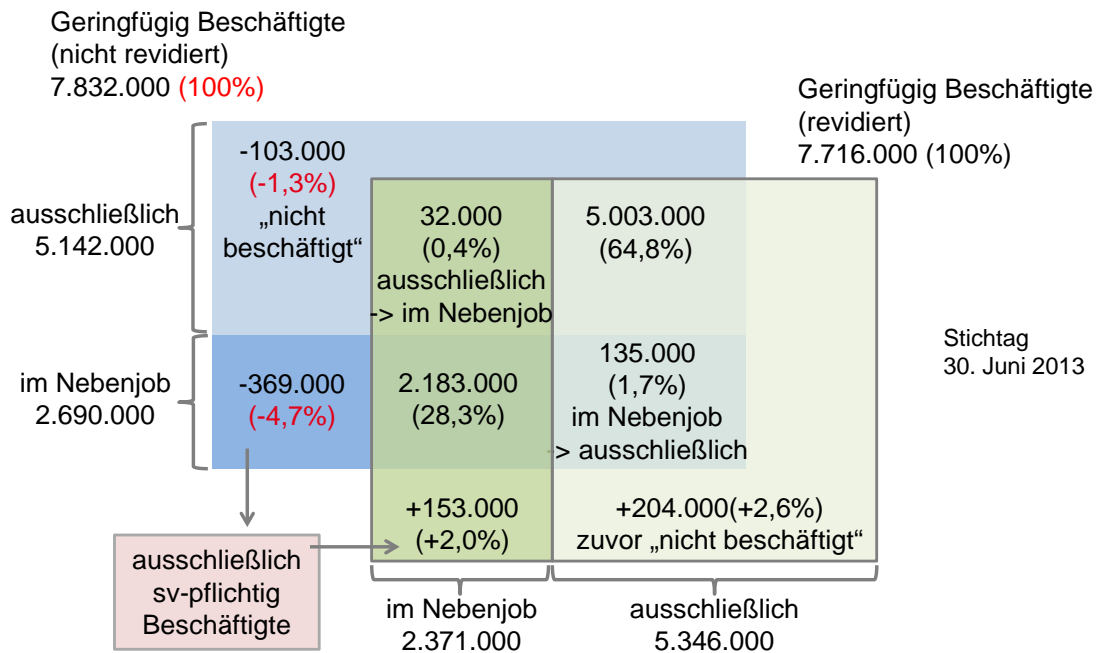 Geringfügig Beschäftigte
(nicht revidiert)
7.832.000 (100%)
Geringfügig Beschäftigte
(revidiert)
7.716.000 (100%)
ausschließlich
5.142.000
-103.000
(-1,3%)
„nicht
beschäftigt“
32.000
(0,4%)
ausschließlich
-> im Nebenjob
5.003.000
(64,8%)
im Nebenjob
2.690.000
-369.000
(-4,7%)
2.183.000
(28,3%)
135.000
(1,7%)
im Nebenjob
-> ausschließlich
Stichtag
30. Juni 2013
+153.000
(+2,0%)
+204.000(+2,6%)
zuvor „nicht beschäftigt“
ausschließlich
sv-pflichtig
Beschäftigte
im Nebenjob
2.371.000
ausschließlich
5.346.000